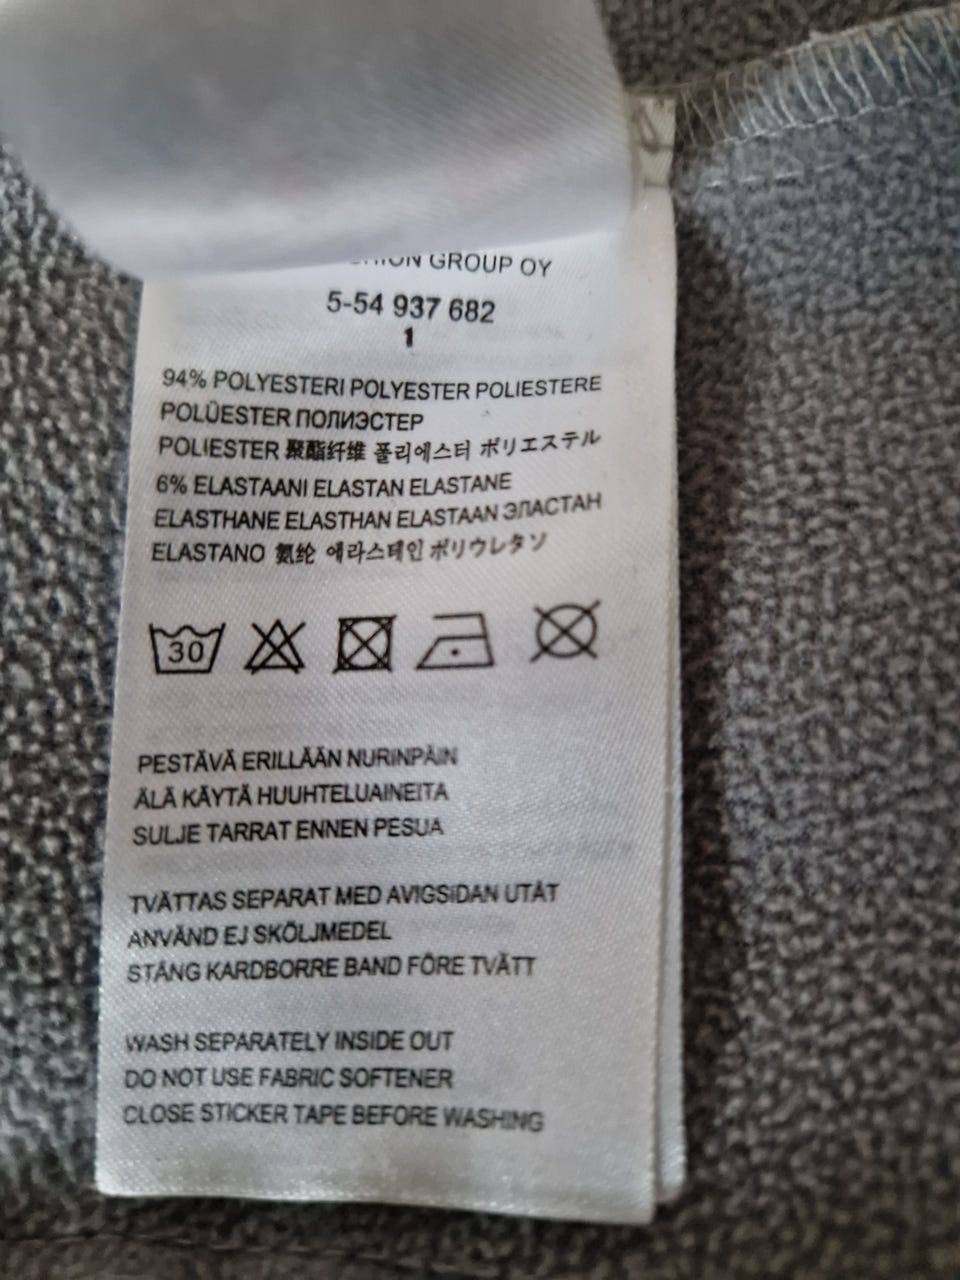 GROUP OY
5-54 937 682
1
94% POLYESTERI POLYESTER POLIESTERE
POLÜESTER ПОЛИЭСТЕР
POLIESTER 聚酯纤维 폴리에스터 ポリエステル
6% ELASTAANI ELASTAN ELASTANE
ELASTHANE ELASTHAN ELASTAAN ЭЛАСТАН
ELASTANO 氨纶 에라스테인 ポリウレタン
30
PESTÄVÄ ERILLÄÄN NURINPÄIN
ÄLÄ KÄYTÄ HUUHTELUAINEITA
SULJE TARRAT ENNEN PESUA
TVÄTTAS SEPARAT MED AVIGSIDAN UTÅT
ANVÄND EJ SKÖLJMEDEL
STÄNG KARDBORRE BAND FÖRE TVÄTT
WASH SEPARATELY INSIDE OUT
DO NOT USE FABRIC SOFTENER
CLOSE STICKER TAPE BEFORE WASHING